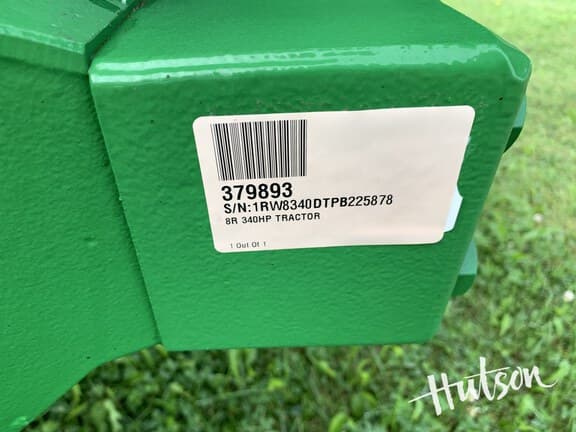 379893
S/N:1RW8340DTPB225878
8R 340HP TRACTOR
1 Out Of 1
Hutson